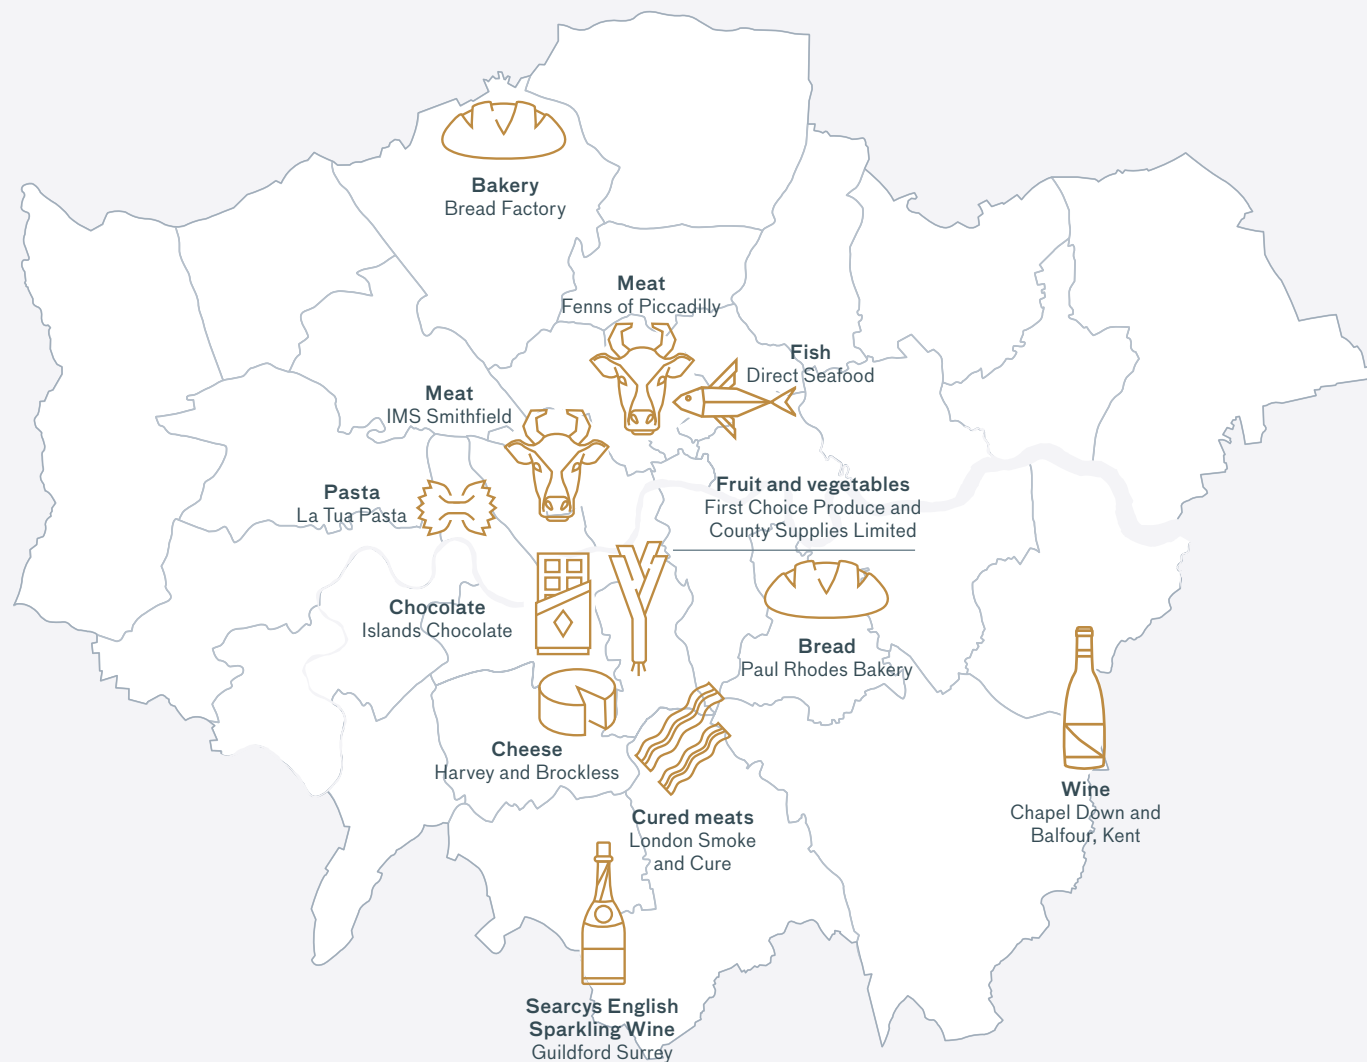 Bakery
Bread Factory
Meat
Fenns of Piccadilly
Fish
Direct Seafood
Meat
IMS Smithfield
Pasta
La Tua Pasta
Fruit and vegetables
First Choice Produce and
County Supplies Limited
Chocolate
Islands Chocolate
Bread
Paul Rhodes Bakery
Cheese
Harvey and Brockless
Cured meats
London Smoke
and Cure
Wine
Chapel Down and
Balfour, Kent
Searcys English
Sparkling Wine
Guildford Surrey